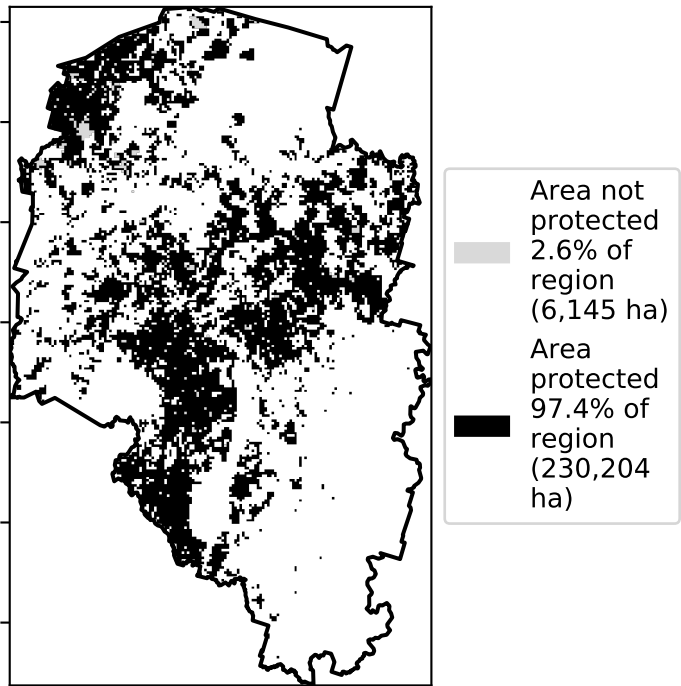 Area not
protected
2.6% of
region
(6,145 ha)
Area
protected
97.4% of
region
(230,204
ha)